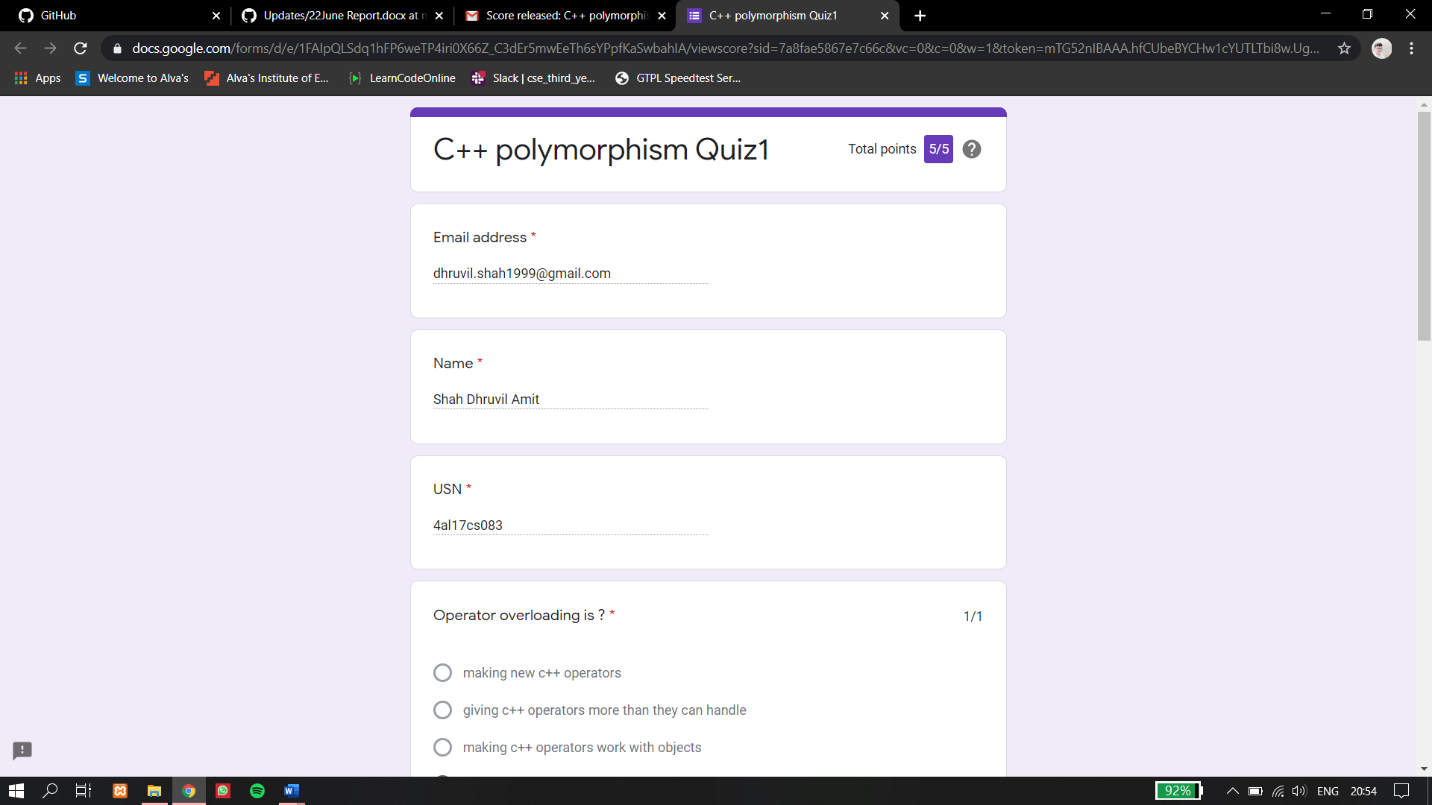 GitHub
Updates/22June Report.docx at m
Score released: C++ polymorphis
C++ polymorphism Quiz1
docs.google.com/forms/d/e/1FAIpQLSdq1hFP6weTP4iri0X66Z_C3dEr5mwEeTh6sYPpfKaSwbahIA/viewscore?sid=7a8fae5867e7c66c&vc=0&c=0&w=1&token=mTG52nIBAAA.hfCUbeBYCHw1cYUTLTbi8w.Ug...
Apps
Welcome to Alva's
Alva's Institute of E...
LearnCodeOnline
Slack | cse_third_ye...
GTPL Speedtest Ser...
C++ polymorphism Quiz1
Total points 5/5
Email address *
dhruvil.shah1999@gmail.com
Name *
Shah Dhruvil Amit
USN *
4al17cs083
Operator overloading is ? *
1/1
making new c++ operators
giving c++ operators more than they can handle
making c++ operators work with objects
92%
ENG
20:54